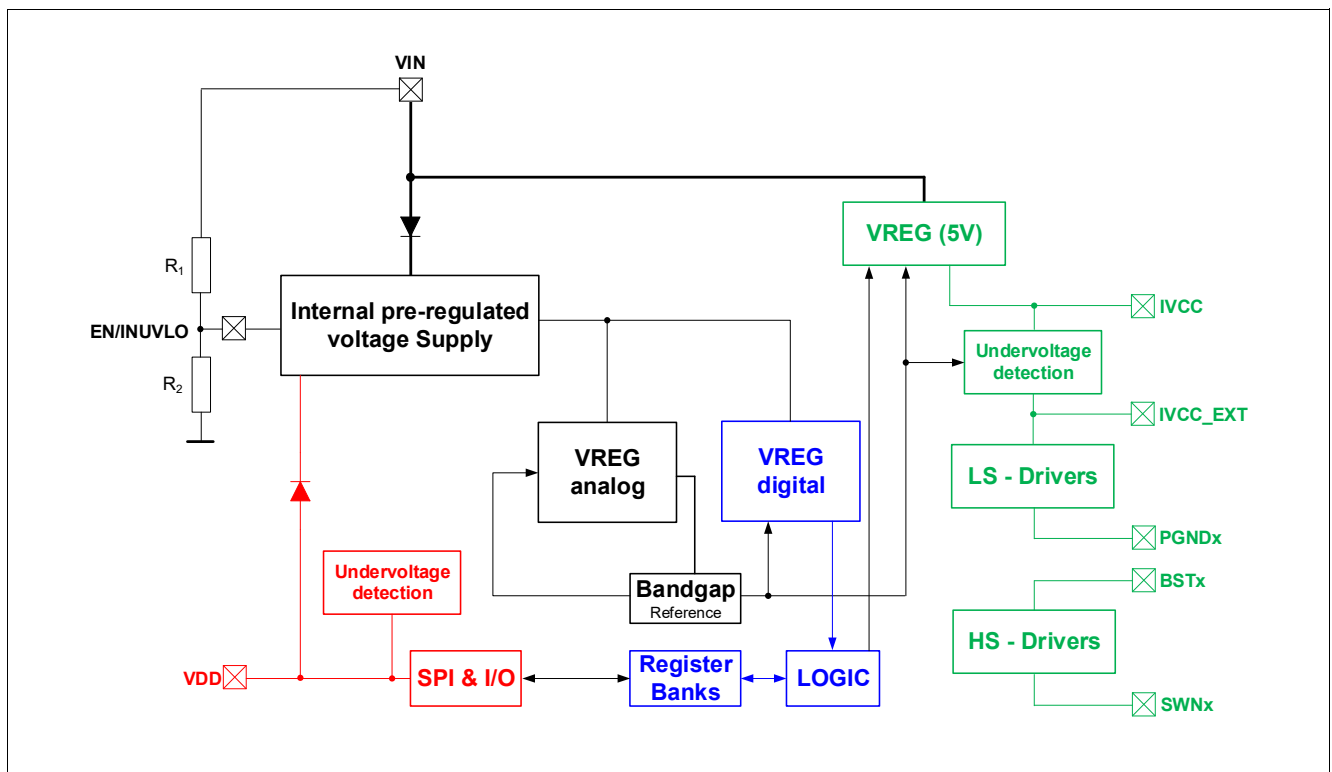 VIN
VREG (5V)
R1
Internal pre-regulated
voltage Supply
IVCC
EN/INUVLO
Undervoltage
detection
R2
IVCC_EXT
VREG
analog
VREG
digital
LS - Drivers
PGNDx
Undervoltage
detection
Bandgap
Reference
BSTx
HS - Drivers
VDD
SPI & I/O
Register
Banks
LOGIC
SWNx